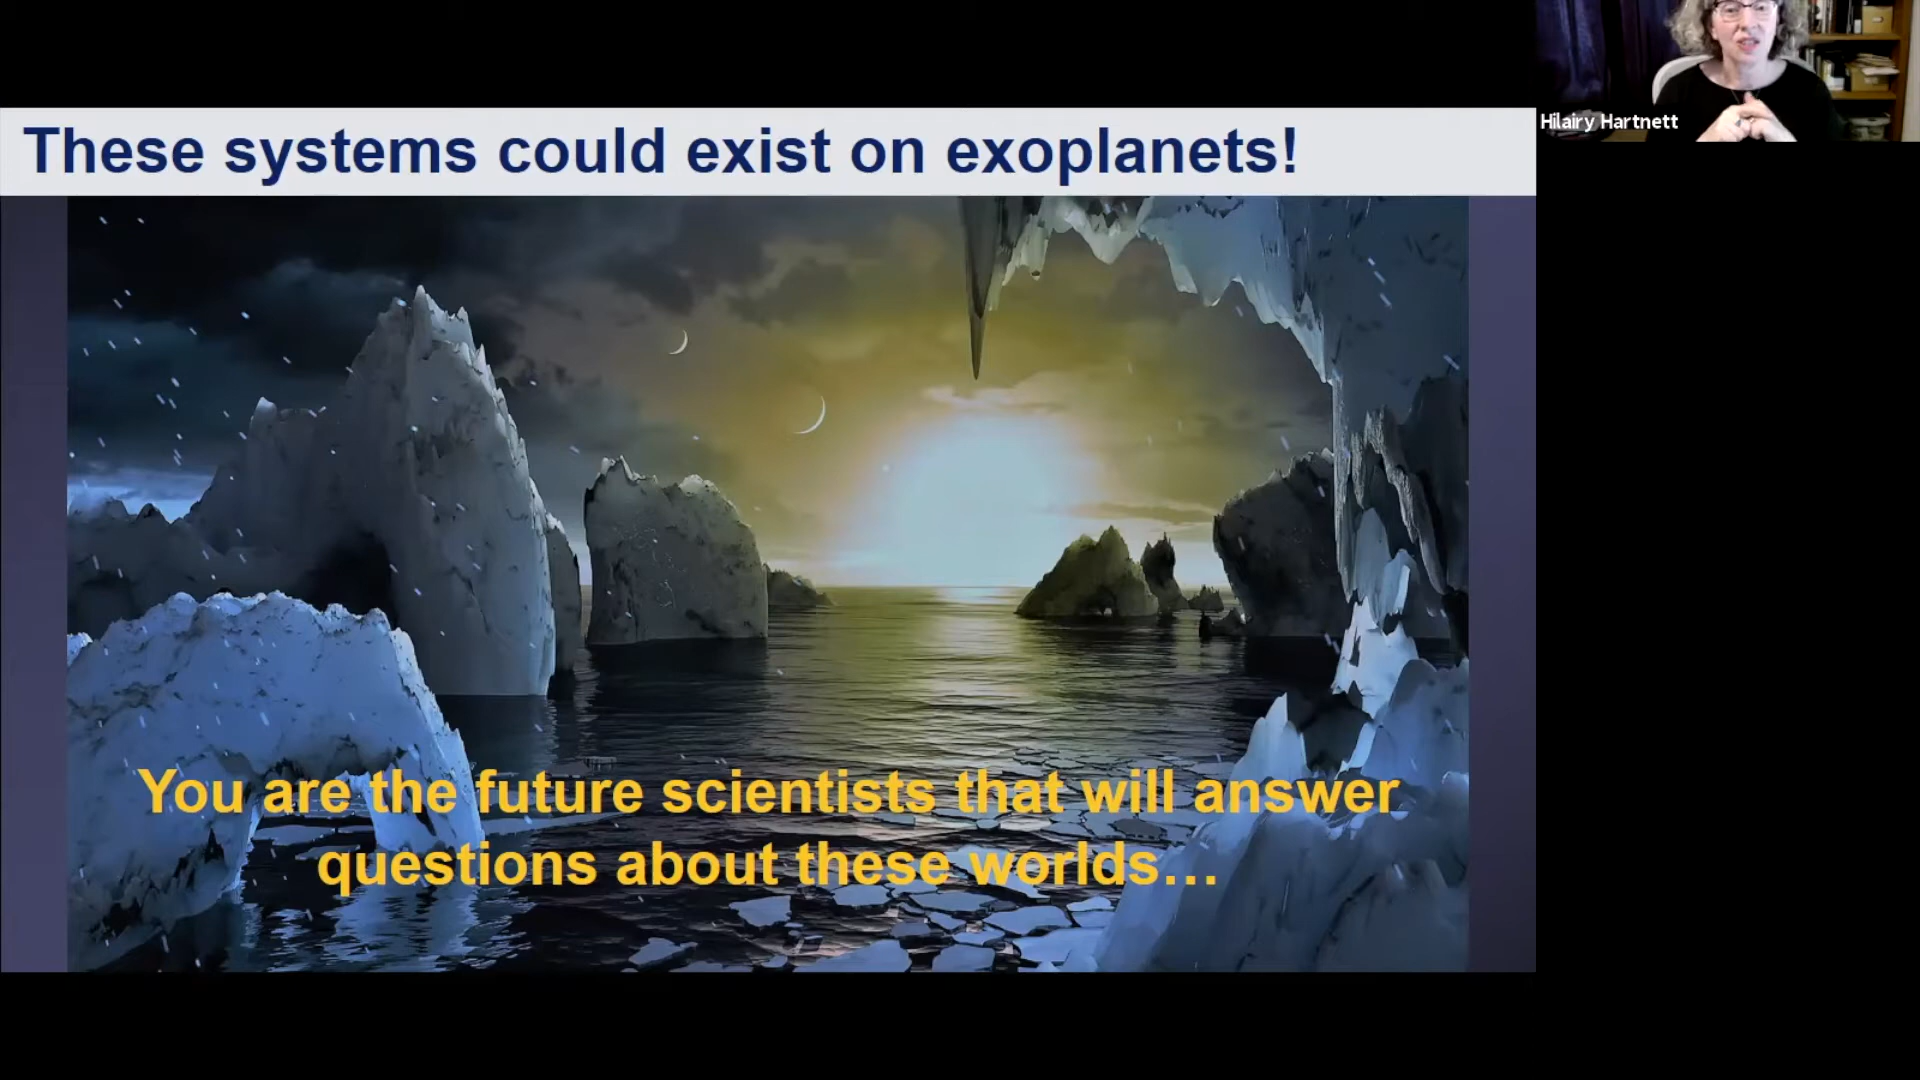 These systems could exist on exoplanets!
Hilairy Hartnett
You are the future scientists that will answer
questions about these worlds…